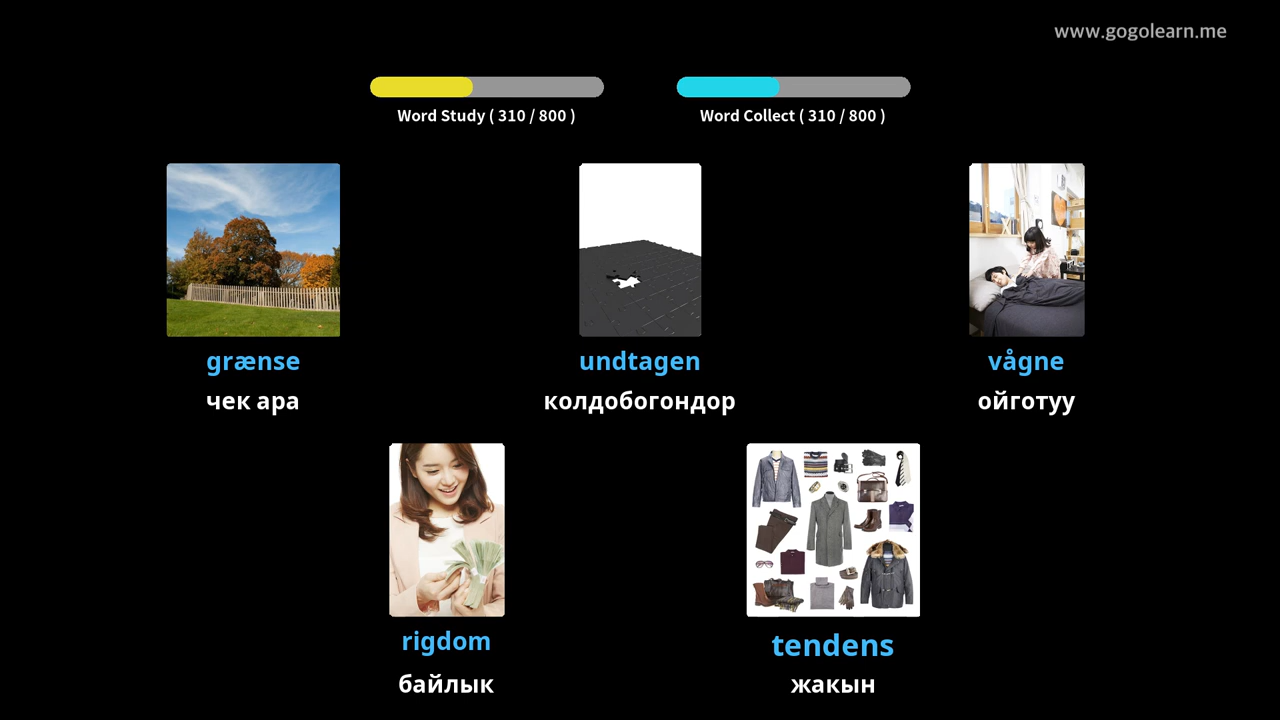 www.gogolearn.me
Word Study ( 310 / 800 )
Word Collect ( 310 / 800 )
grænse
undtagen
vågne
чек ара
колдобогондор
ойготуу
rigdom
tendens
байлык
жакын